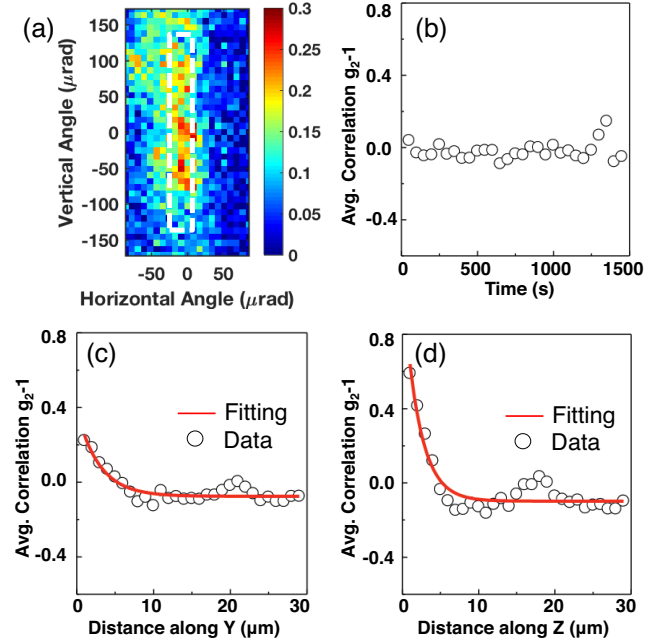 (a)
150
100
50
0
-50
-100
-150
Vertical Angle (μrad)
-50 0 50
Horizontal Angle (μrad)
0.3
0.25
0.2
0.15
0.1
0.05
0
(b)
0.8
0.4
0.0
-0.4
Avg. Correlation g₂-1
0 500 1000 1500
Time (s)
(c)
0.8
0.4
0.0
-0.4
Avg. Correlation g₂-1
Fitting
Data
0 10 20 30
Distance along Y (μm)
(d)
0.8
0.4
0.0
-0.4
Avg. Correlation g₂-1
Fitting
Data
0 10 20 30
Distance along Z (μm)